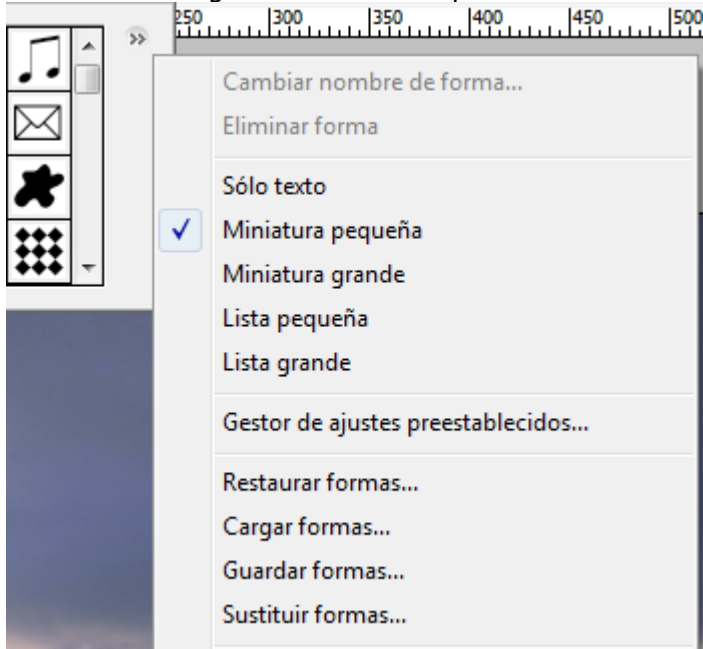 250 300 350 400 450 500
Cambiar nombre de forma...
Eliminar forma
Sólo texto
Miniatura pequeña
Miniatura grande
Lista pequeña
Lista grande
Gestor de ajustes preestablecidos...
Restaurar formas...
Cargar formas...
Guardar formas...
Sustituir formas...